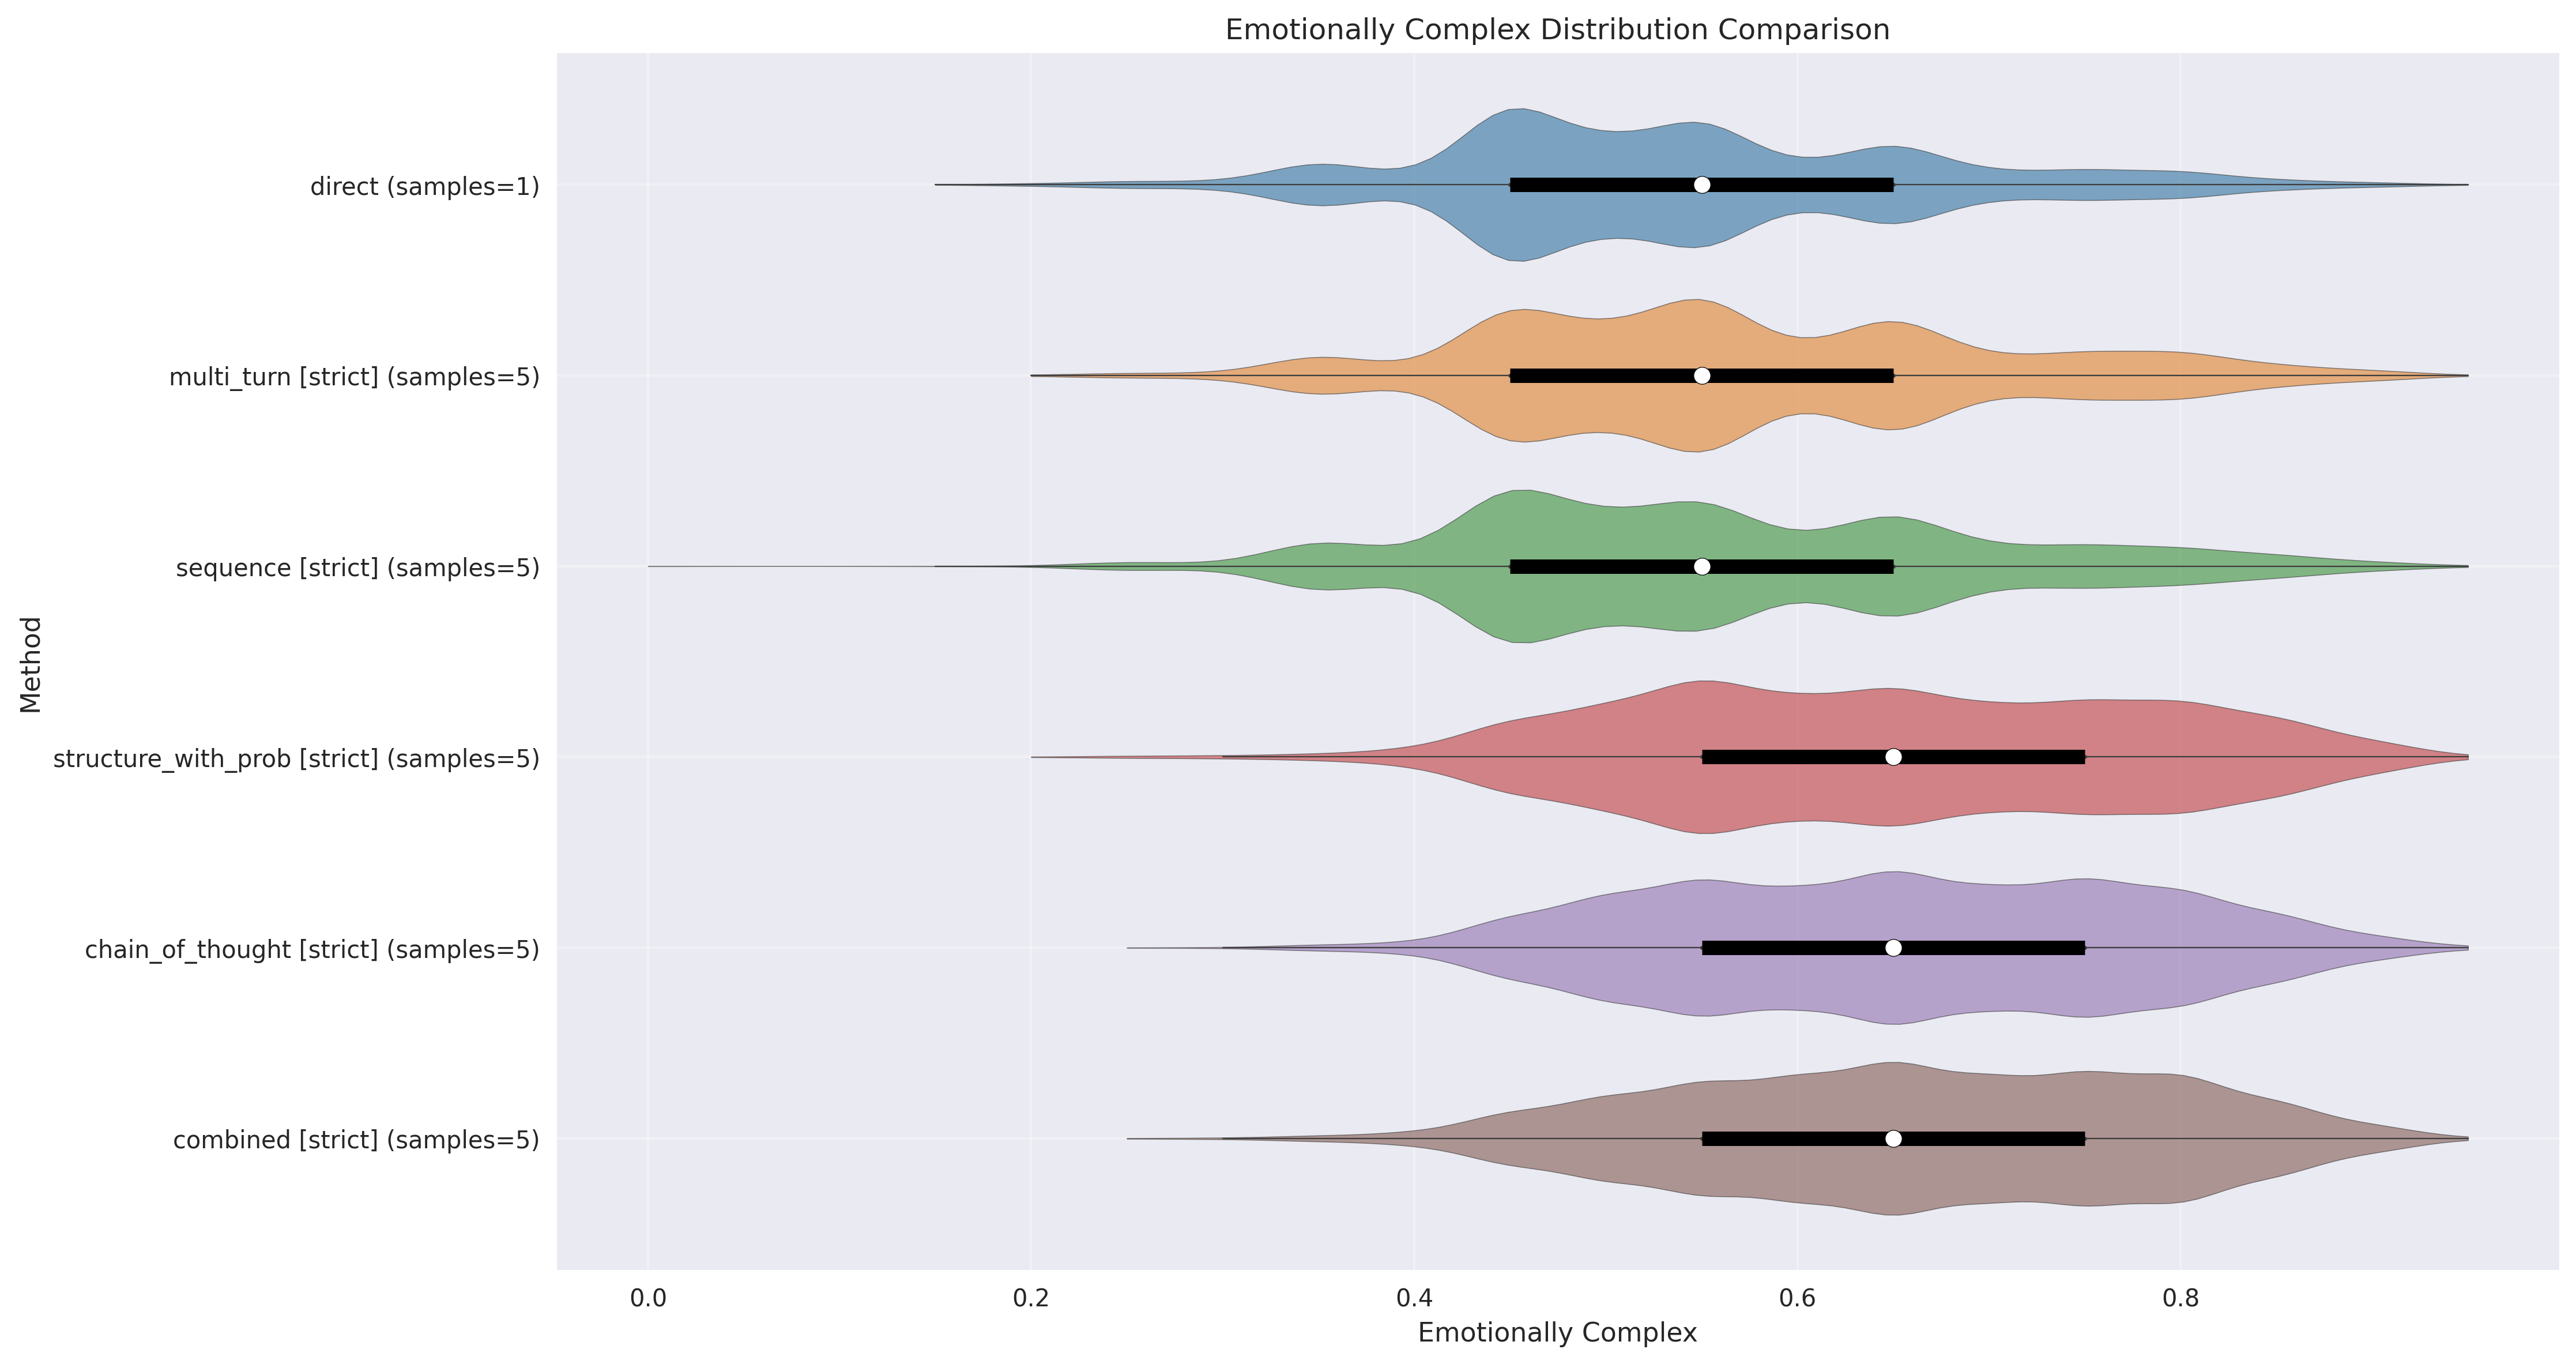 Emotionally Complex Distribution Comparison
Method
direct (samples=1)
multi_turn [strict] (samples=5)
sequence [strict] (samples=5)
structure_with_prob [strict] (samples=5)
chain_of_thought [strict] (samples=5)
combined [strict] (samples=5)
0.0 0.2 0.4 0.6 0.8
Emotionally Complex